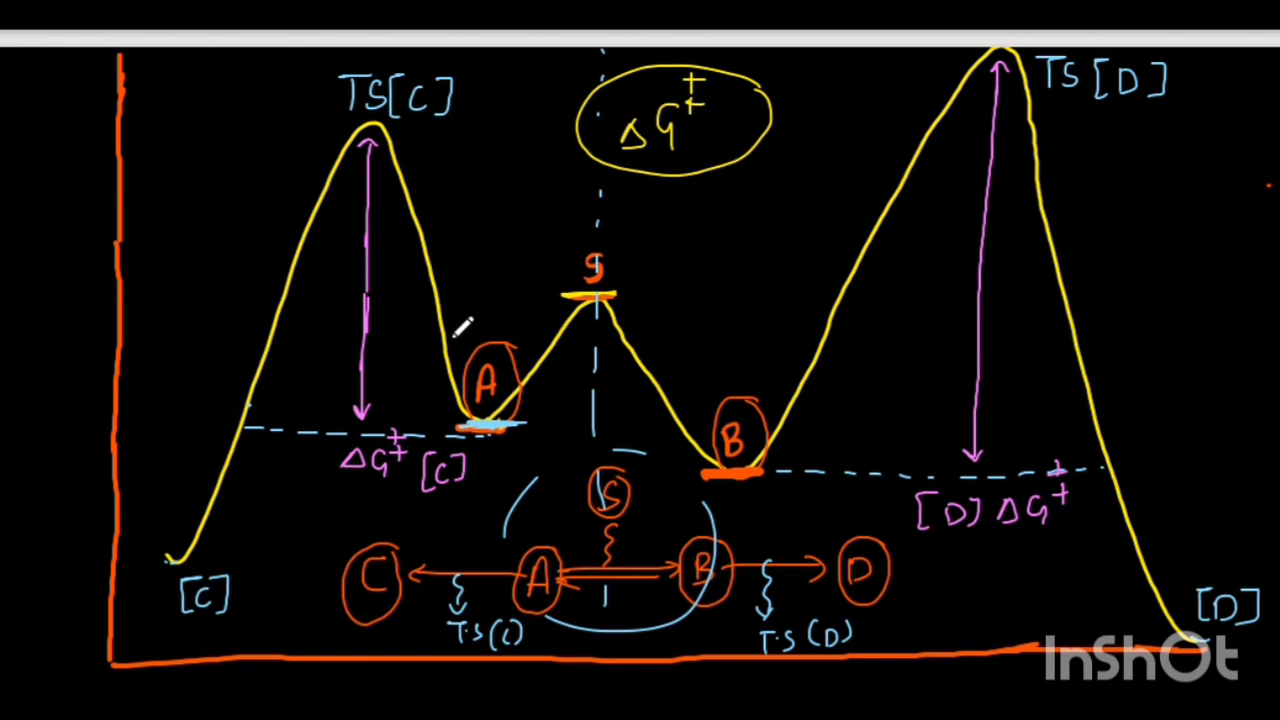 TS[C]
ΔG‡
TS[D]
S
A
B
ΔG‡ [C]
[D] ΔG‡
S
C ← A ⇌ B → D
T.S(C)
T.S(D)
[C]
[D]
InShOt